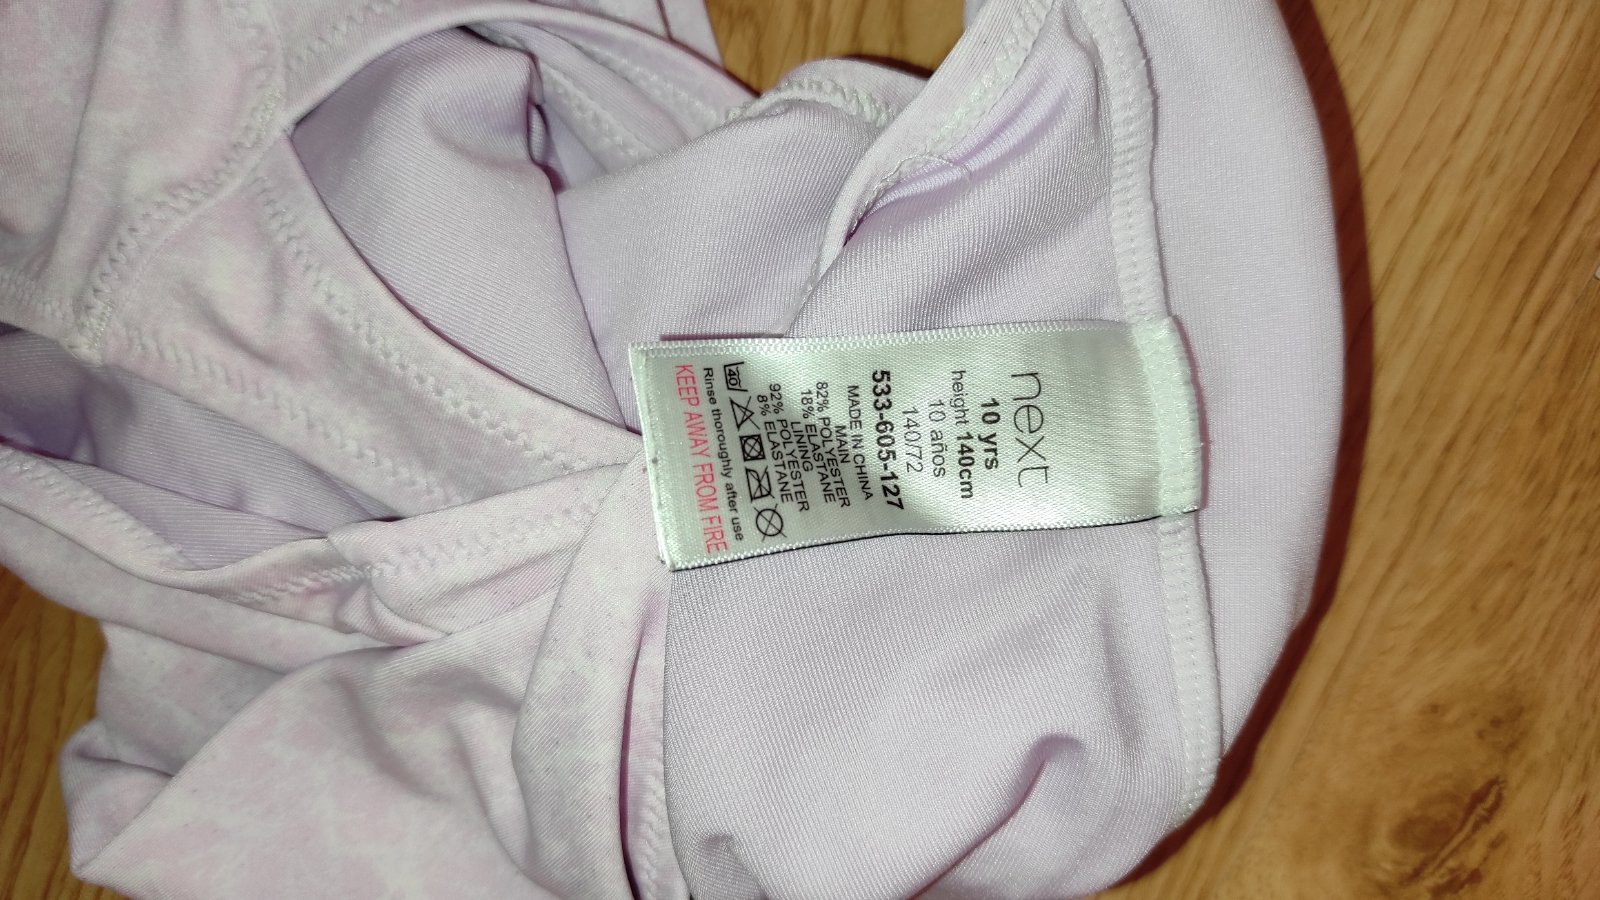 next
10 yrs
height 140cm
10 años
140/72
533-605-127
MADE IN CHINA
MAIN
82% POLYESTER
18% ELASTANE
LINING
92% POLYESTER
8% ELASTANE
40
Rinse thoroughly after use
KEEP AWAY FROM FIRE